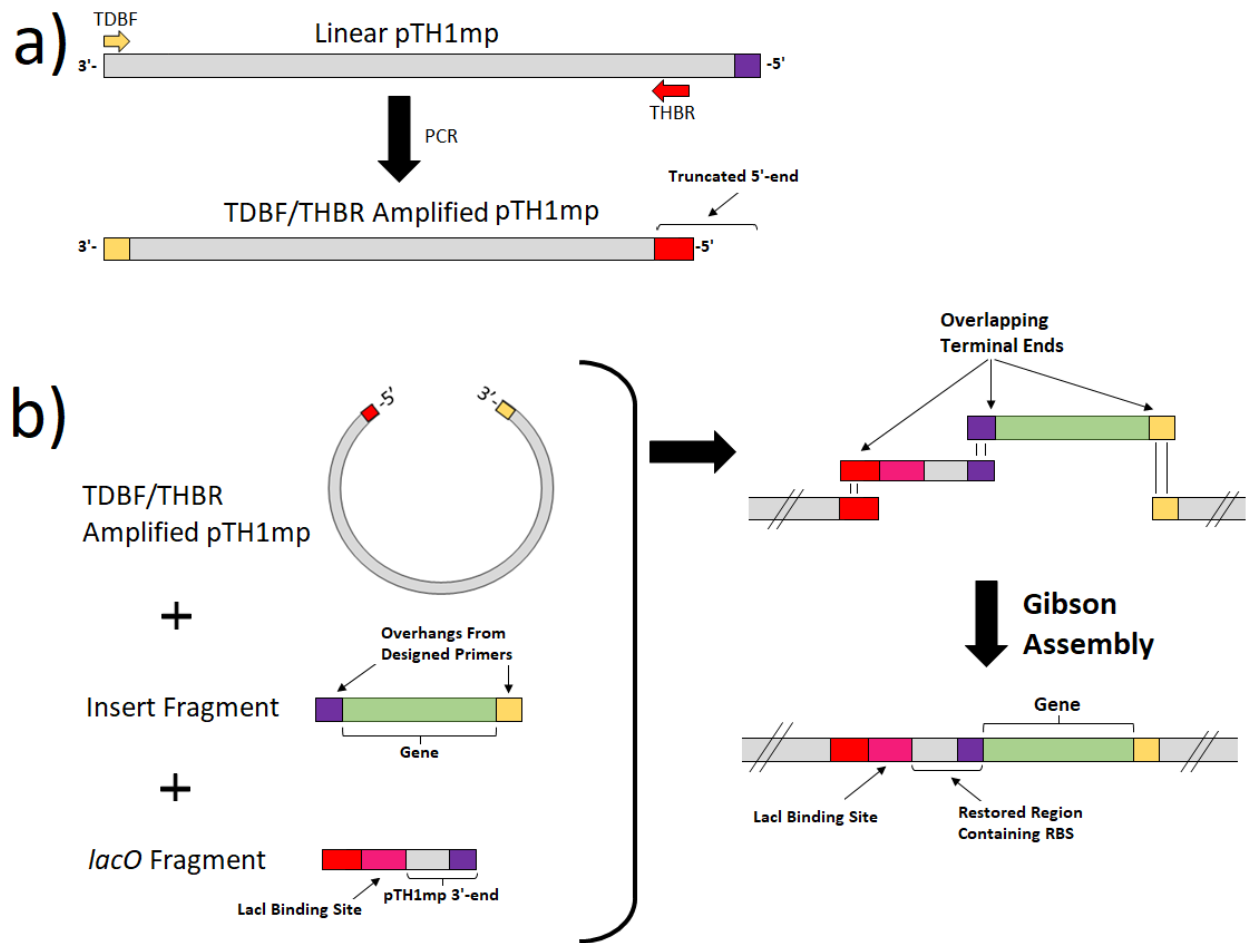 a)
TDBF
Linear pTH1mp
3'-
-5'
THBR
PCR
Truncated 5'-end
TDBF/THBR Amplified pTH1mp
3'-
-5'
b)
-5'
3'-
TDBF/THBR
Amplified pTH1mp
+
Overhangs From
Designed Primers
Insert Fragment
Gene
+
lacO Fragment
LacI Binding Site
pTH1mp 3'-end
Overlapping
Terminal Ends
Gibson
Assembly
Gene
LacI Binding Site
Restored Region
Containing RBS